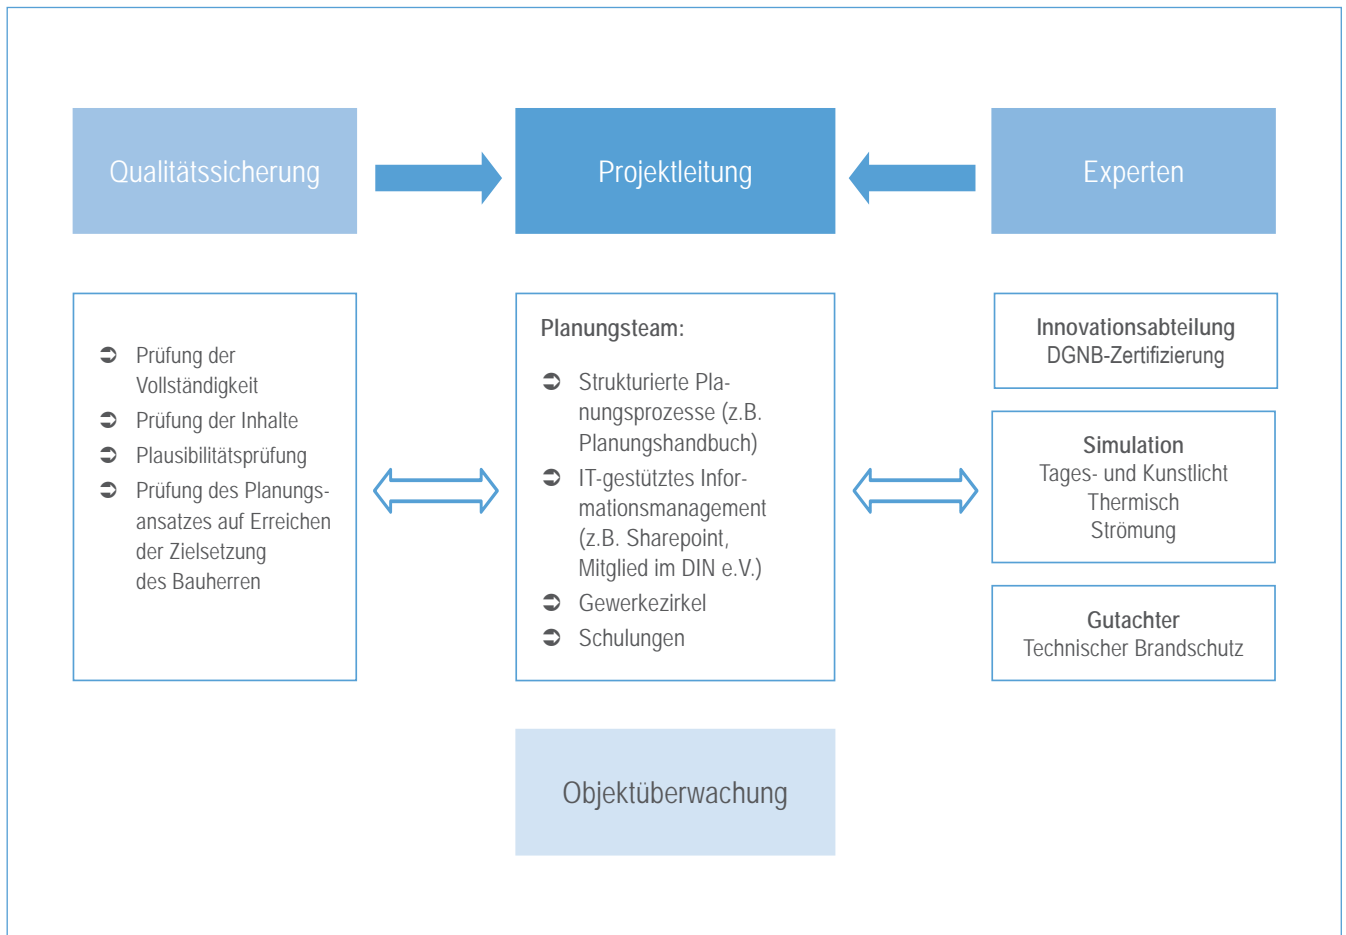 Qualitätssicherung
Projektleitung
Experten
➲ Prüfung der
Vollständigkeit
➲ Prüfung der Inhalte
➲ Plausibilitätsprüfung
➲ Prüfung des Planungs-
ansatzes auf Erreichen
der Zielsetzung
des Bauherren
Planungsteam:
➲ Strukturierte Pla-
nungsprozesse (z.B.
Planungshandbuch)
➲ IT-gestütztes Infor-
mationsmanagement
(z.B. Sharepoint,
Mitglied im DIN e.V.)
➲ Gewerkezirkel
➲ Schulungen
Innovationsabteilung
DGNB-Zertifizierung
Simulation
Tages- und Kunstlicht
Thermisch
Strömung
Gutachter
Technischer Brandschutz
Objektüberwachung